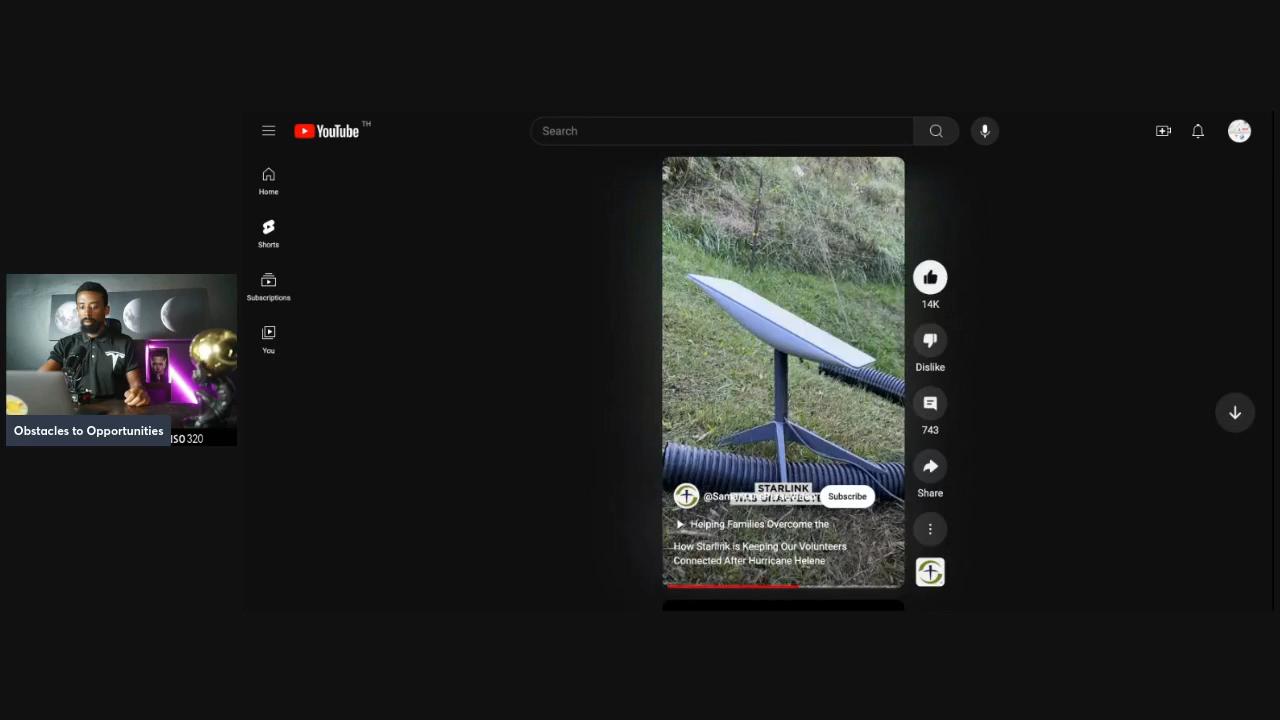 YouTube TH
Search
Home
Shorts
Subscriptions
You
Obstacles to Opportunities
ISO 320
STARLINK
Subscribe
Helping Families Overcome the
How Starlink is Keeping Our Volunteers
Connected After Hurricane Helene
14K
Dislike
743
Share